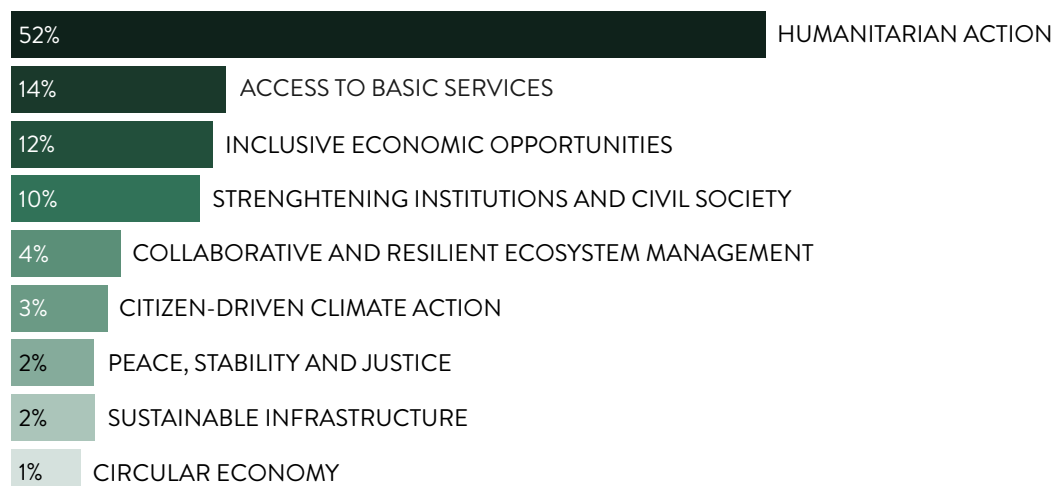 52% HUMANITARIAN ACTION
14% ACCESS TO BASIC SERVICES
12% INCLUSIVE ECONOMIC OPPORTUNITIES
10% STRENGHTENING INSTITUTIONS AND CIVIL SOCIETY
4% COLLABORATIVE AND RESILIENT ECOSYSTEM MANAGEMENT
3% CITIZEN-DRIVEN CLIMATE ACTION
2% PEACE, STABILITY AND JUSTICE
2% SUSTAINABLE INFRASTRUCTURE
1% CIRCULAR ECONOMY